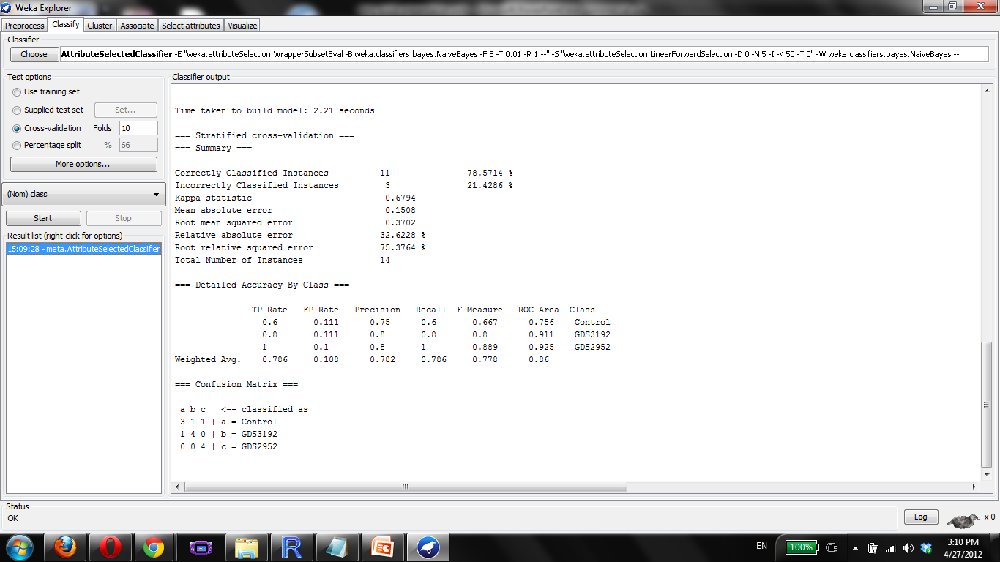 Weka Explorer
Preprocess Classify Cluster Associate Select attributes Visualize
Classifier
Choose AttributeSelectedClassifier -E "weka.attributeSelection.WrapperSubsetEval -B weka.classifiers.bayes.NaiveBayes -F 5 -T 0.01 -R 1 --" -S "weka.attributeSelection.LinearForwardSelection -D 0 -N 5 -I -K 50 -T 0" -W weka.classifiers.bayes.NaiveBayes --
Test options
Use training set
Supplied test set Set...
Cross-validation Folds 10
Percentage split % 66
More options...
(Nom) class
Start Stop
Result list (right-click for options)
15:09:28 - meta.AttributeSelectedClassifier
Classifier output
Time taken to build model: 2.21 seconds
=== Stratified cross-validation ===
=== Summary ===
Correctly Classified Instances 11 78.5714 %
Incorrectly Classified Instances 3 21.4286 %
Kappa statistic 0.6794
Mean absolute error 0.1508
Root mean squared error 0.3702
Relative absolute error 32.6228 %
Root relative squared error 75.3764 %
Total Number of Instances 14
=== Detailed Accuracy By Class ===
TP Rate FP Rate Precision Recall F-Measure ROC Area Class
0.6 0.111 0.75 0.6 0.667 0.756 Control
0.8 0.111 0.8 0.8 0.8 0.911 GDS3192
1 0.1 0.8 1 0.889 0.925 GDS2952
Weighted Avg. 0.786 0.108 0.782 0.786 0.778 0.86
=== Confusion Matrix ===
a b c <-- classified as
3 1 1 | a = Control
1 4 0 | b = GDS3192
0 0 4 | c = GDS2952
Status
OK
Log x 0
EN 100% 3:10 PM
4/27/2012